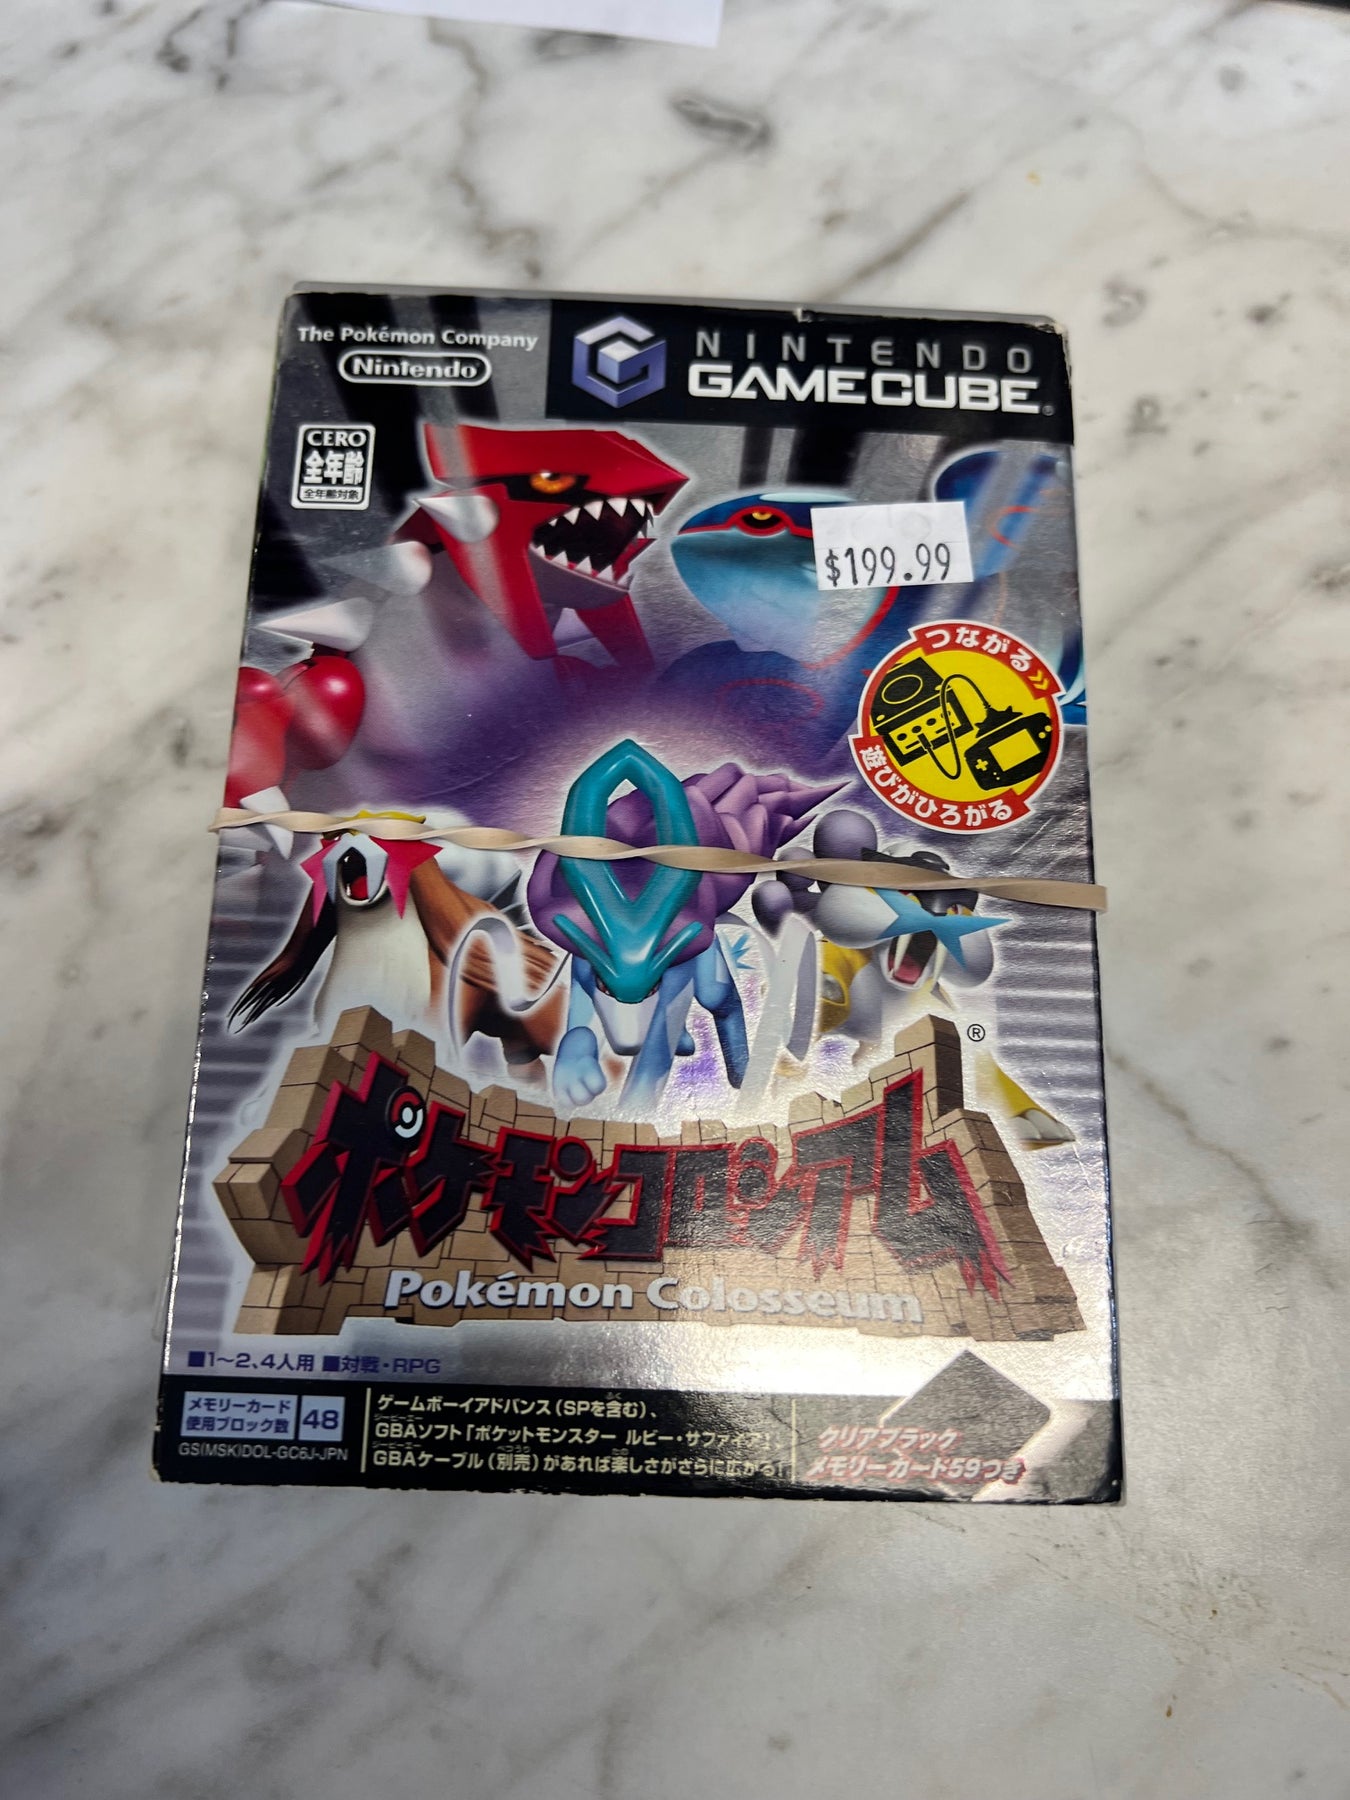 The Pokémon Company
Nintendo
NINTENDO
GAMECUBE
CERO
全年齢
全年齢対象
$199.99
つながる
遊びがひろがる
ポケモンコロシアム
Pokémon Colosseum
■1〜2、4人用 ■対戦・RPG
メモリーカード
使用ブロック数 48
GS(MSK)DOL-GC6J-JPN
ゲームボーイアドバンス(SPを含む)、
GBAソフト「ポケットモンスター ルビー・サファイア」、
GBAケーブル(別売)があれば楽しさがさらに広がる!
クリアブラック
メモリーカード59つき